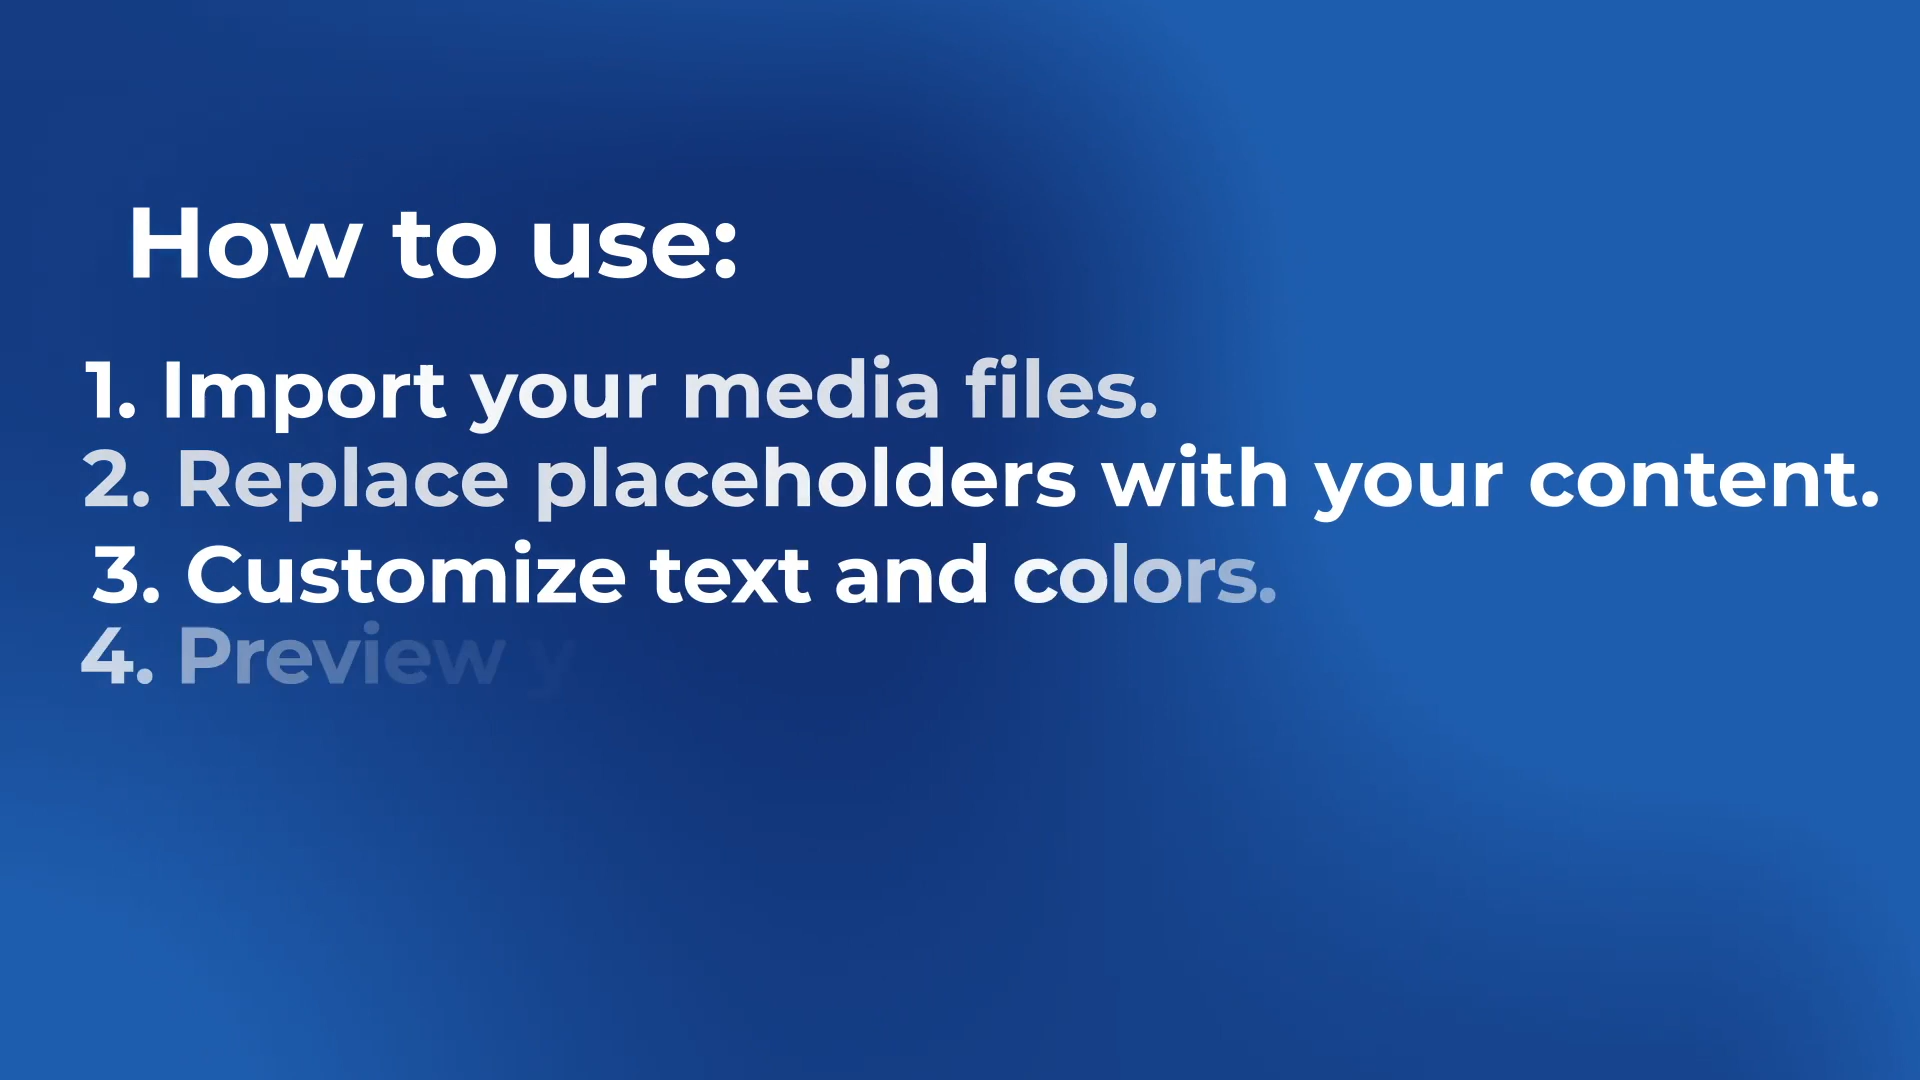 How to use:
1. Import your media files.
2. Replace placeholders with your content.
3. Customize text and colors.
4. Preview y